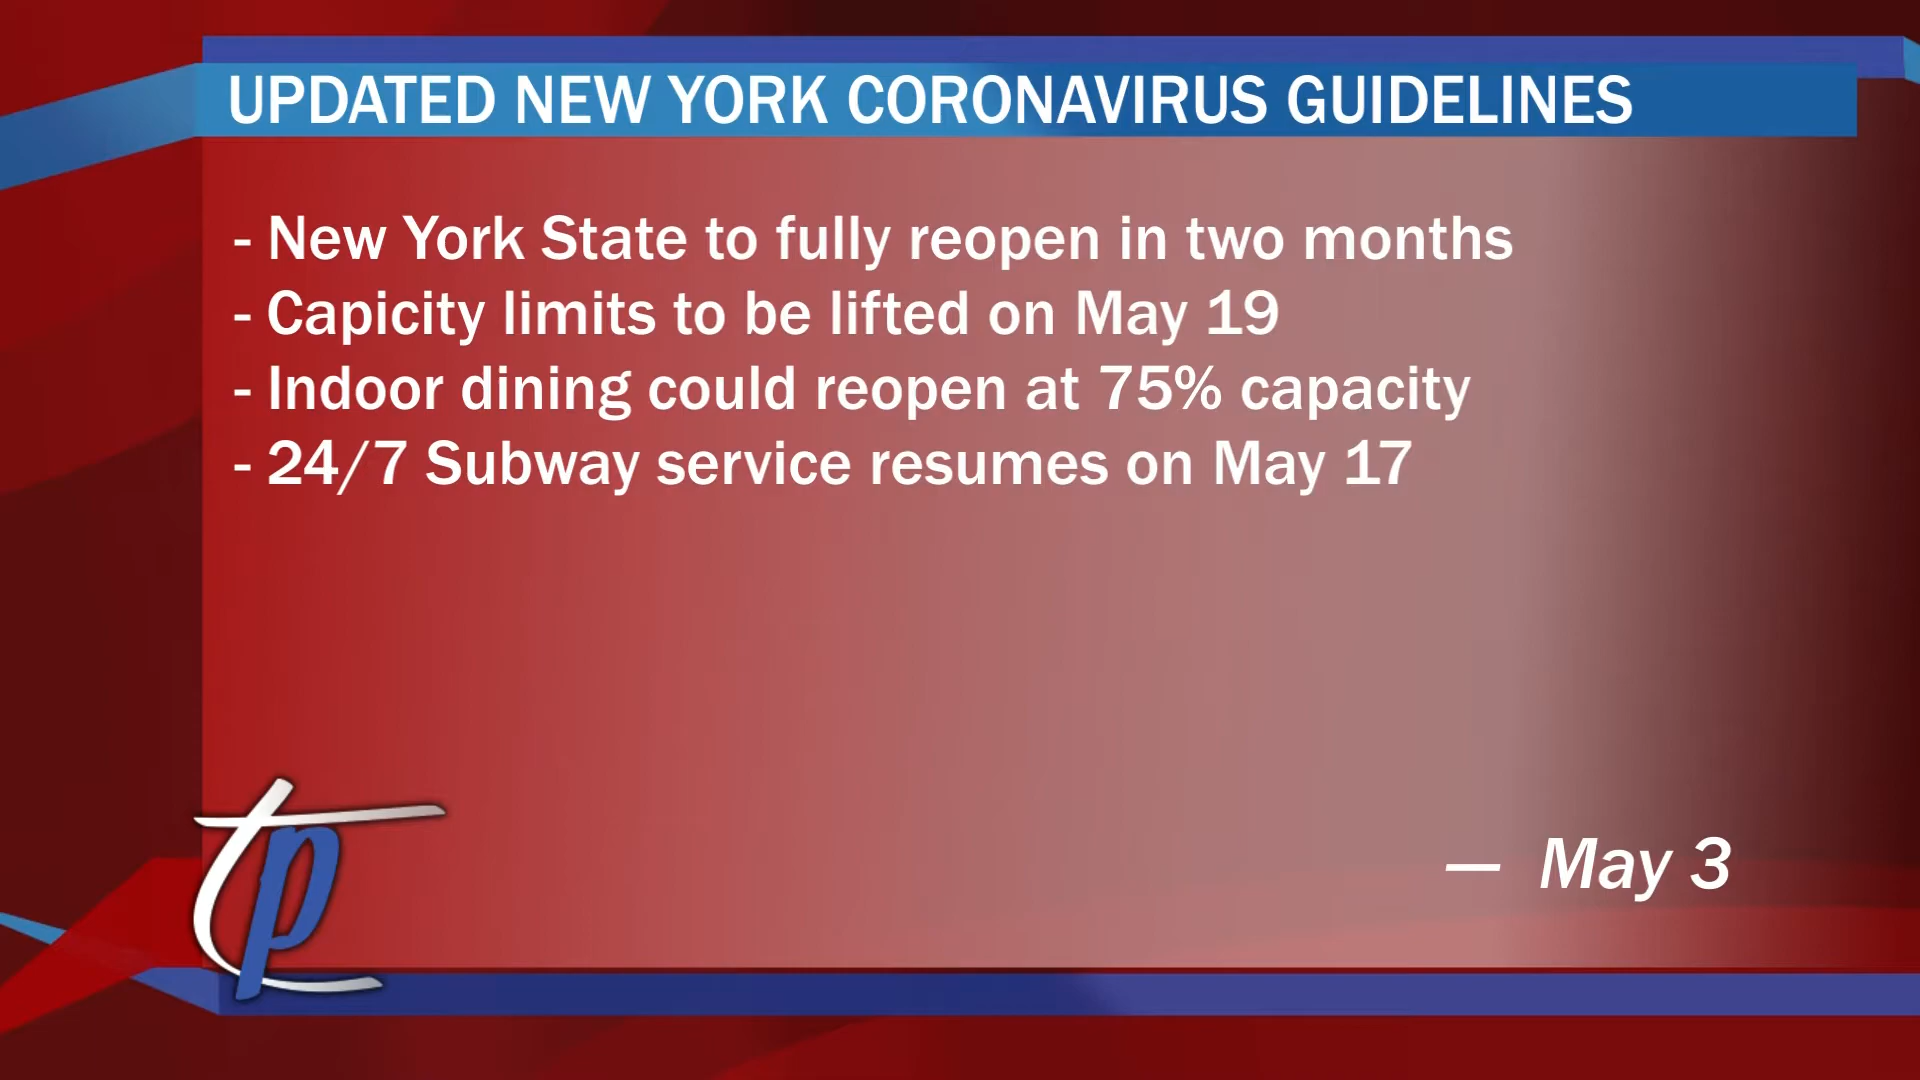 UPDATED NEW YORK CORONAVIRUS GUIDELINES
- New York State to fully reopen in two months
- Capicity limits to be lifted on May 19
- Indoor dining could reopen at 75% capacity
- 24/7 Subway service resumes on May 17
— May 3
tp